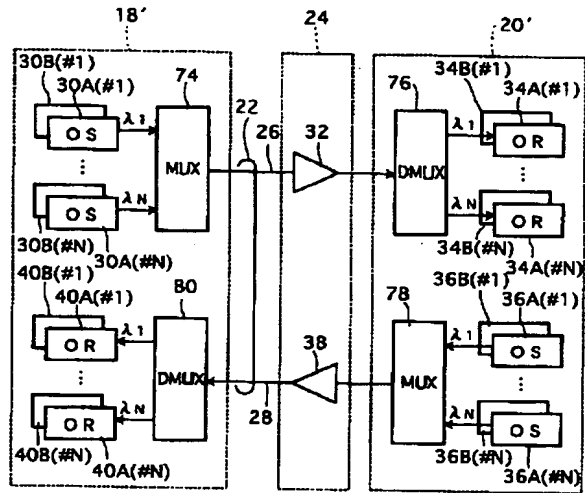 18'
24
20'
30B(#1)
30A(#1)
74
22
26
32
76
34B(#1)
34A(#1)
OS
λ1
MUX
DMUX
λ1
OR
OS
λN
λN
OR
30B(#N)
30A(#N)
34B(#N)
34A(#N)
40B(#1)
40A(#1)
80
38
78
36B(#1)
36A(#1)
OR
λ1
DMUX
28
MUX
λ1
OS
OR
λN
λN
OS
40B(#N)
40A(#N)
36B(#N)
36A(#N)